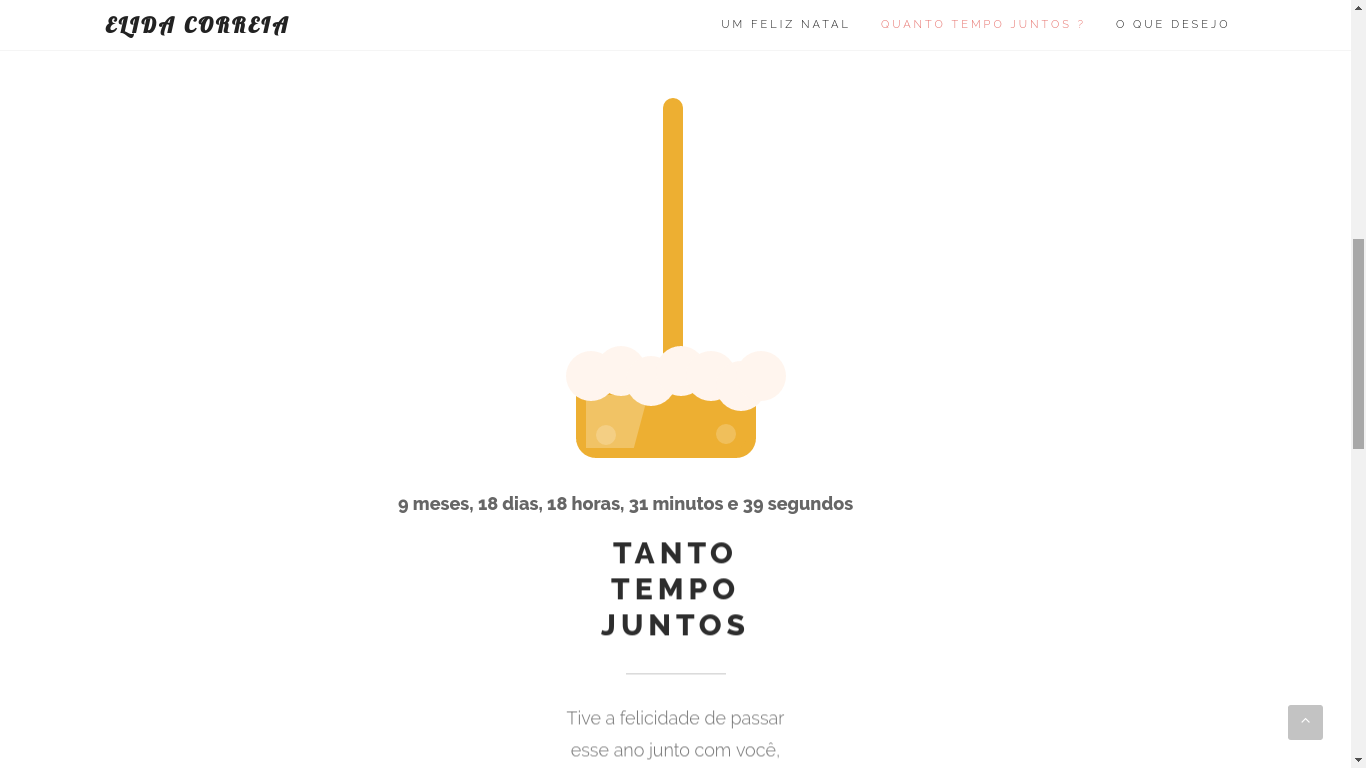 ELIDA CORREIA
UM FELIZ NATAL
QUANTO TEMPO JUNTOS ?
O QUE DESEJO
9 meses, 18 dias, 18 horas, 31 minutos e 39 segundos
TANTO
TEMPO
JUNTOS
Tive a felicidade de passar
esse ano junto com você,